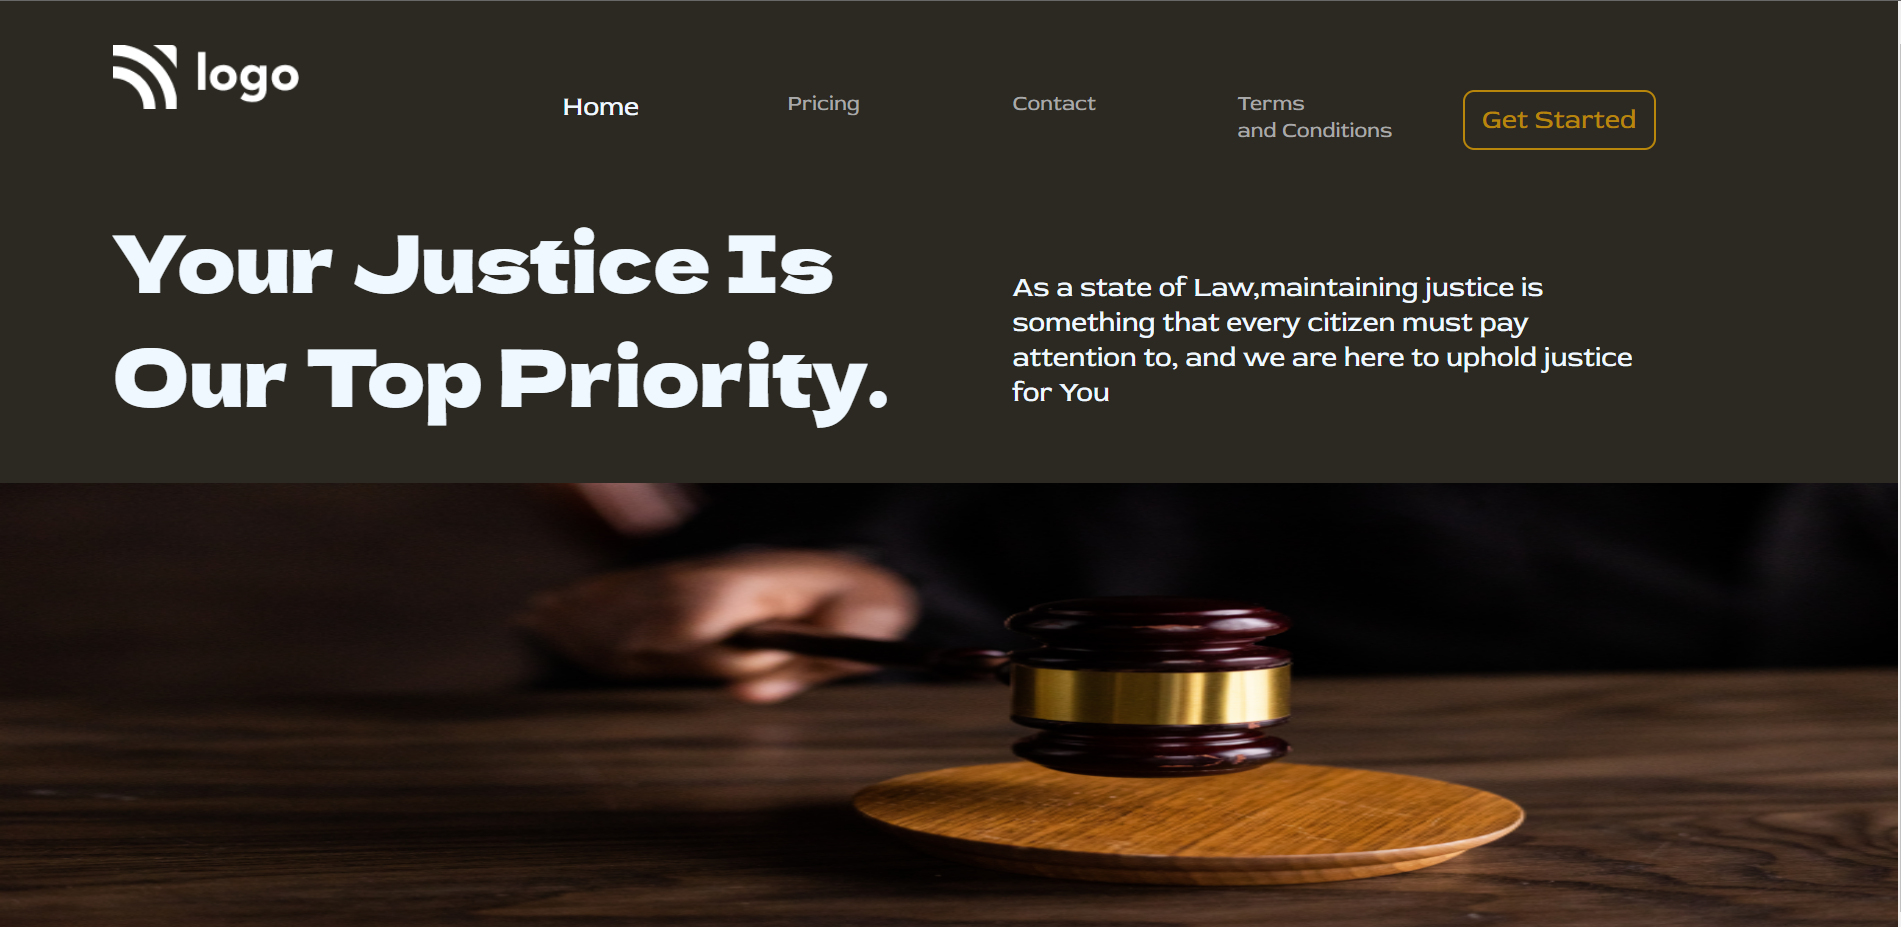 logo
Home
Pricing
Contact
Terms
and Conditions
Get Started
Your Justice Is
Our Top Priority.
As a state of Law,maintaining justice is
something that every citizen must pay
attention to, and we are here to uphold justice
for You